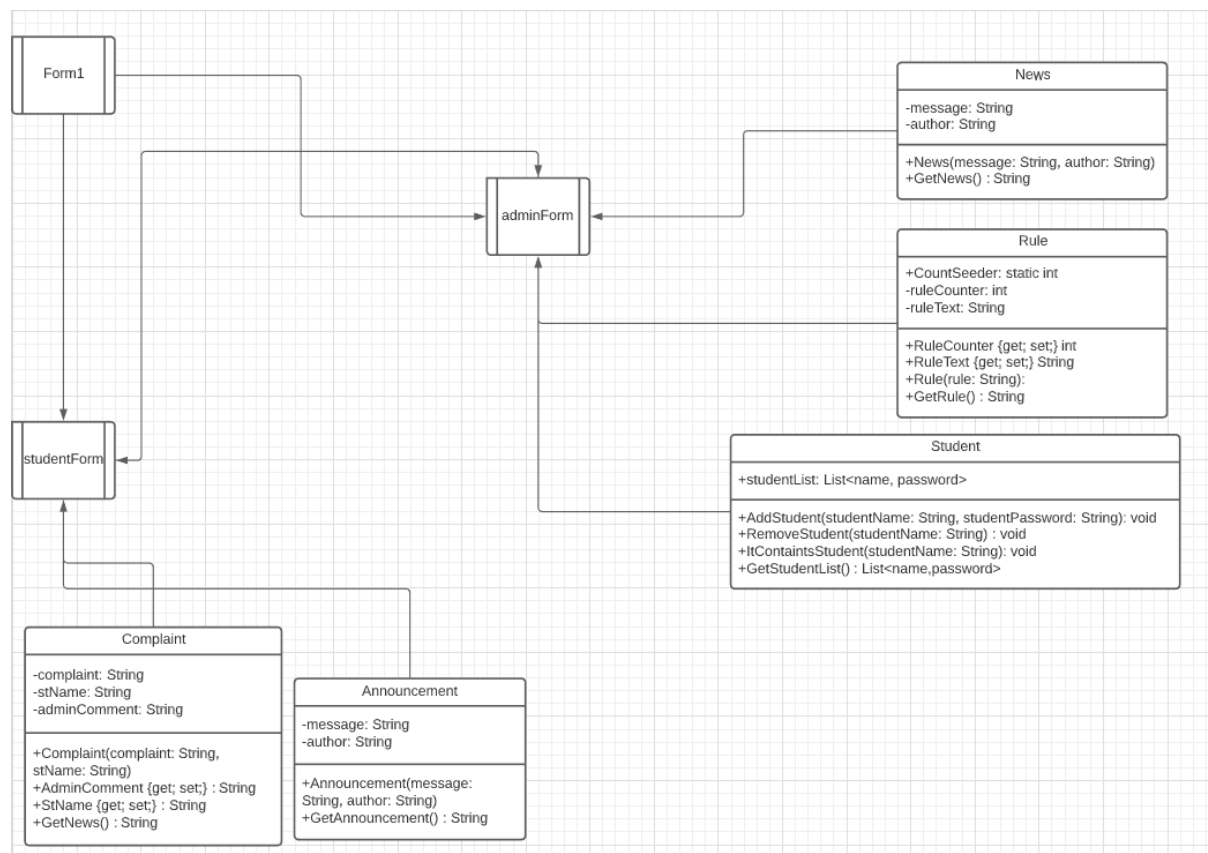 Form1
News
-message: String
-author: String
+News(message: String, author: String)
+GetNews() : String
adminForm
Rule
+CountSeeder: static int
-ruleCounter: int
-ruleText: String
+RuleCounter {get; set;} int
+RuleText {get; set;} String
+Rule(rule: String):
+GetRule() : String
studentForm
Student
+studentList: List<name, password>
+AddStudent(studentName: String, studentPassword: String): void
+RemoveStudent(studentName: String) : void
+ItContaintsStudent(studentName: String): void
+GetStudentList() : List<name,password>
Complaint
-complaint: String
-stName: String
-adminComment: String
+Complaint(complaint: String,
stName: String)
+AdminComment {get; set;} : String
+StName {get; set;} : String
+GetNews() : String
Announcement
-message: String
-author: String
+Announcement(message:
String, author: String)
+GetAnnouncement() : String